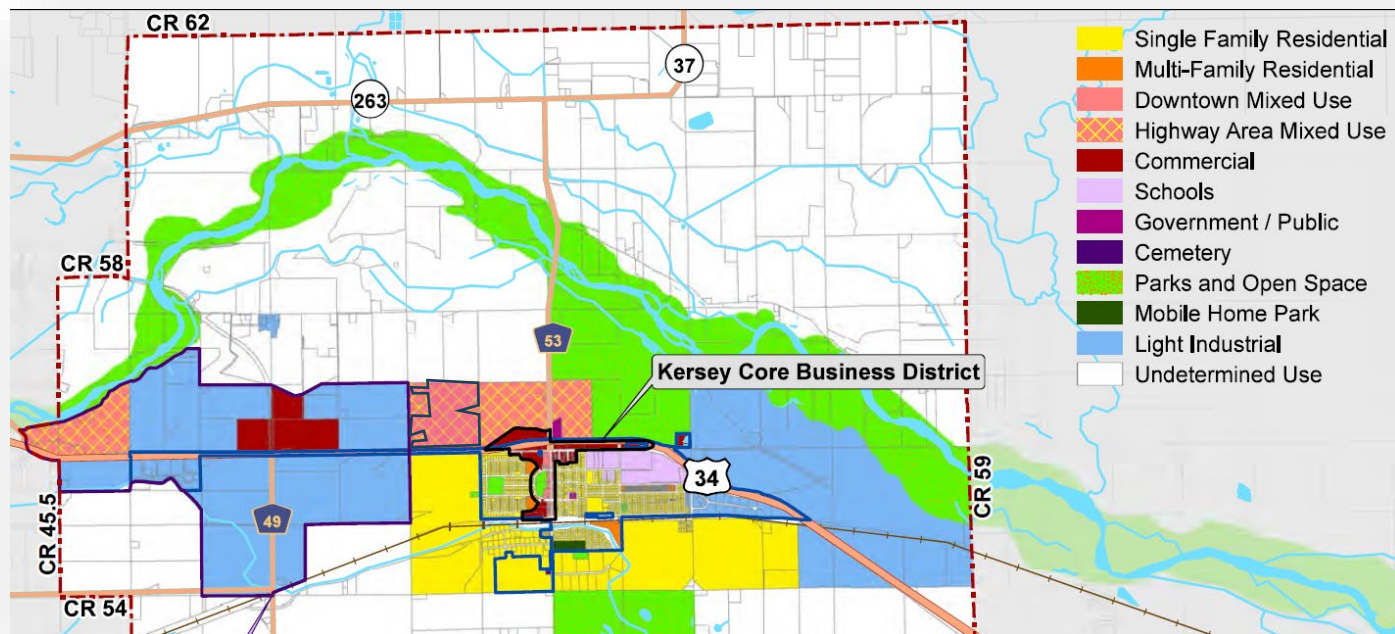 CR 62
37
263
CR 58
53
Kersey Core Business District
34
CR 59
CR 45.5
49
CR 54
Single Family Residential
Multi-Family Residential
Downtown Mixed Use
Highway Area Mixed Use
Commercial
Schools
Government / Public
Cemetery
Parks and Open Space
Mobile Home Park
Light Industrial
Undetermined Use